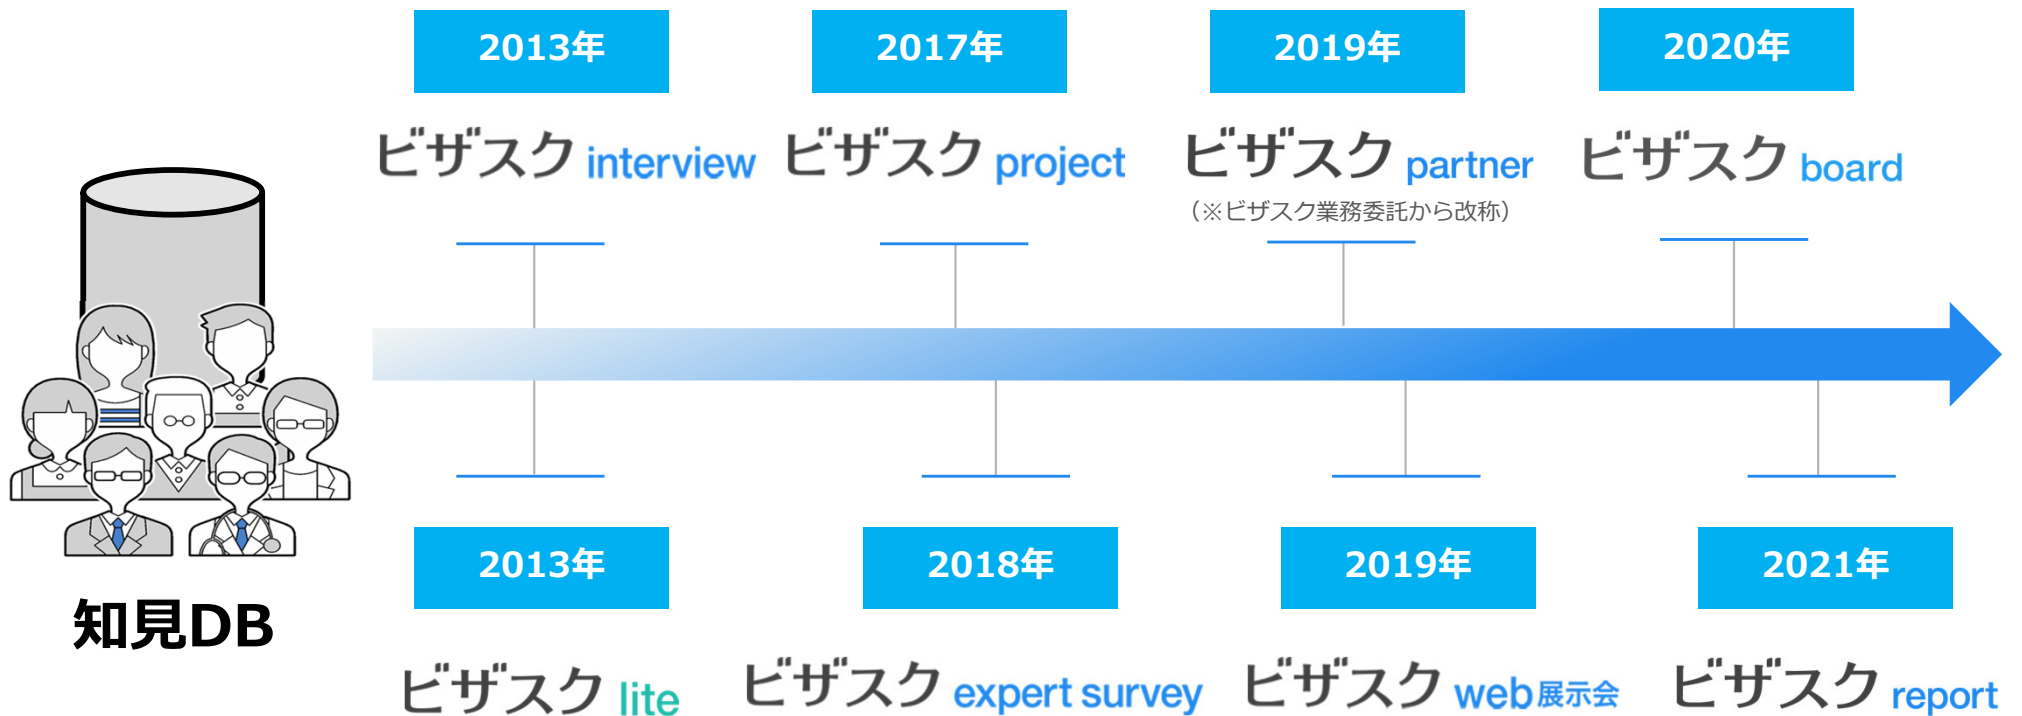 2013年
2017年
2019年
2020年
ビザスク interview
ビザスク project
ビザスク partner
(※ビザスク業務委託から改称)
ビザスク board
知見DB
2013年
2018年
2019年
2021年
ビザスク lite
ビザスク expert survey
ビザスク web展示会
ビザスク report